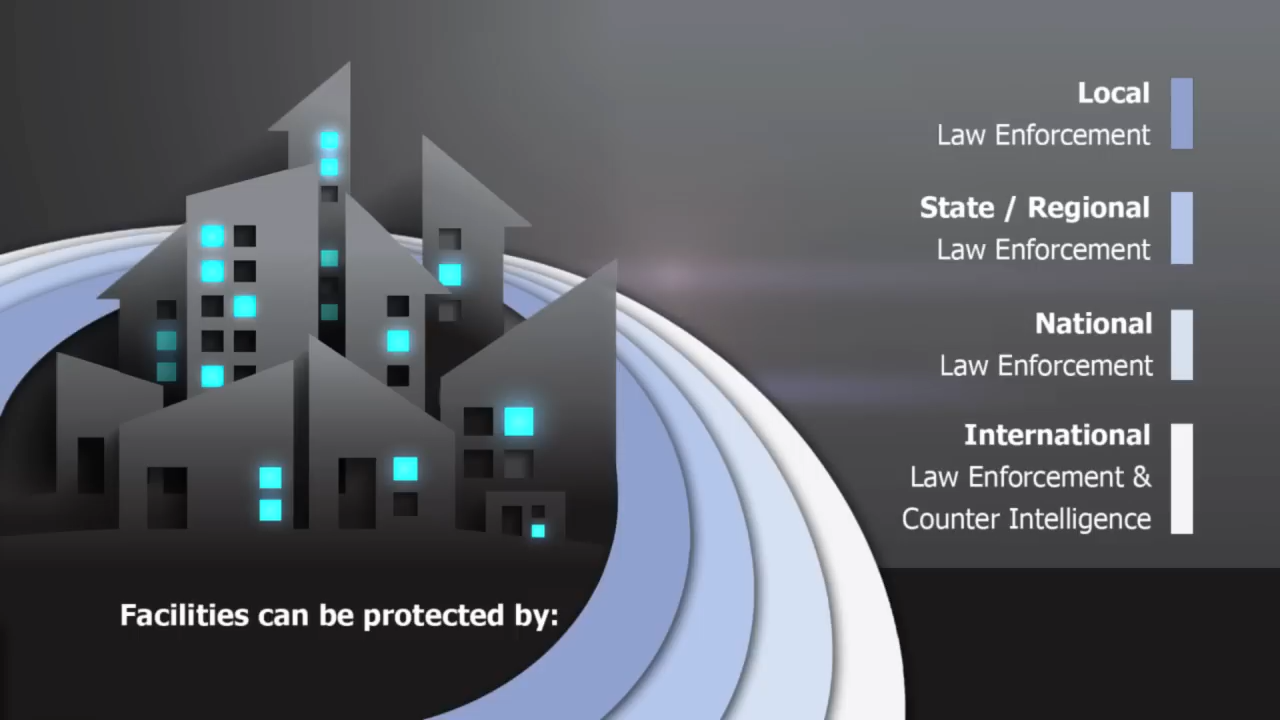 Local
Law Enforcement
State / Regional
Law Enforcement
National
Law Enforcement
International
Law Enforcement &
Counter Intelligence
Facilities can be protected by: